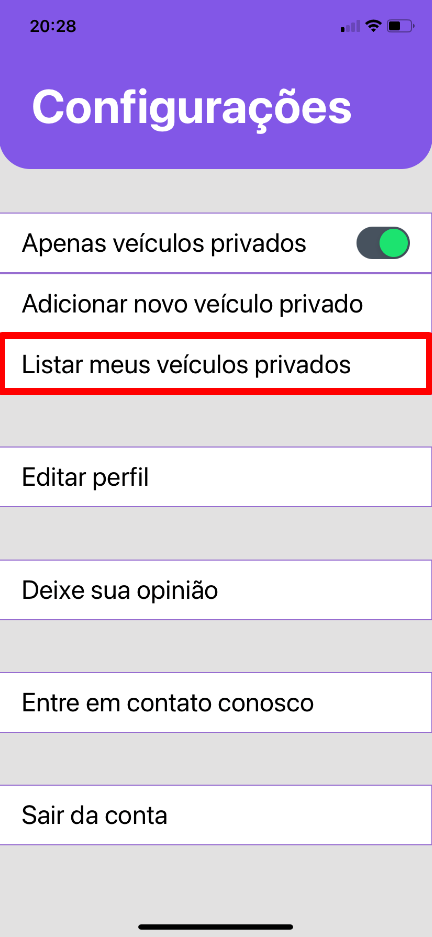 20:28
Configurações
Apenas veículos privados
Adicionar novo veículo privado
Listar meus veículos privados
Editar perfil
Deixe sua opinião
Entre em contato conosco
Sair da conta